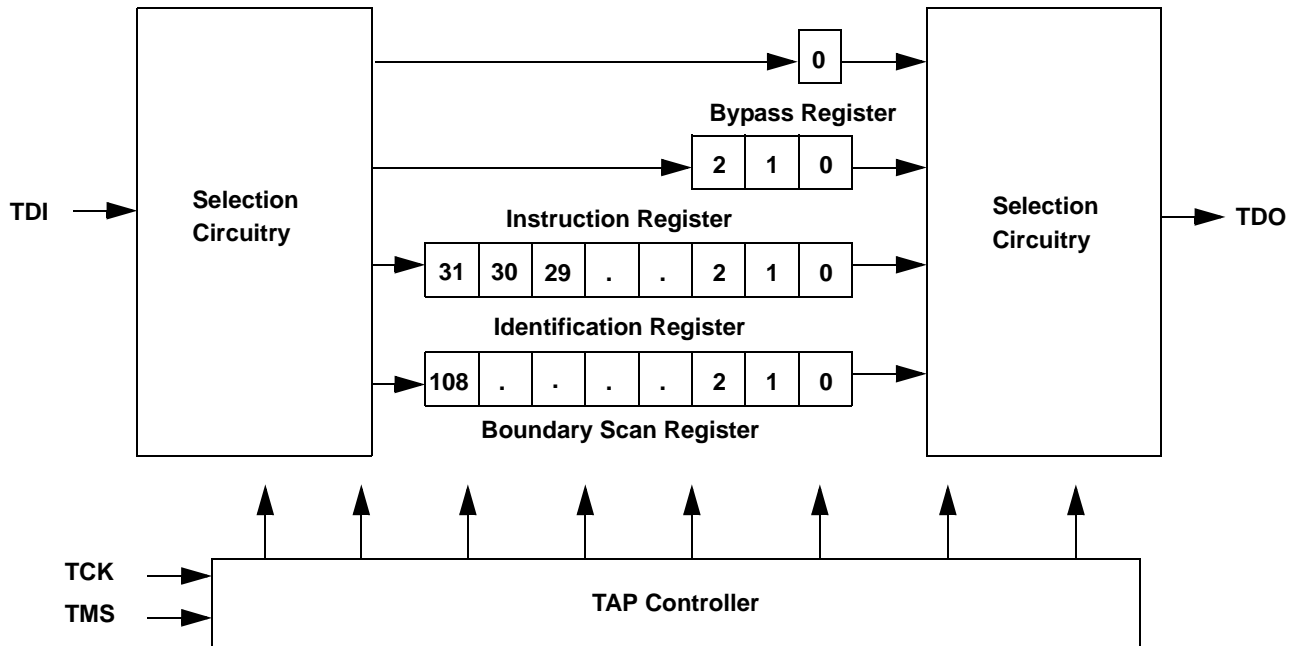 0
Bypass Register
2 1 0
TDI
Selection
Circuitry
Selection
Circuitry
TDO
Instruction Register
31 30 29 . . 2 1 0
Identification Register
108 . . . . 2 1 0
Boundary Scan Register
TCK
TMS
TAP Controller